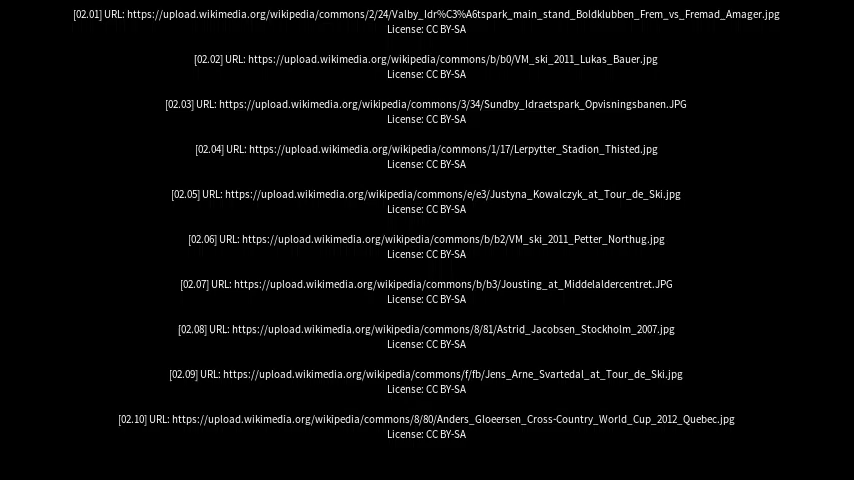 [02.01] URL: https://upload.wikimedia.org/wikipedia/commons/2/24/Valby_Idr%C3%A6tspark_main_stand_Boldklubben_Frem_vs_Fremad_Amager.jpg
License: CC BY-SA
[02.02] URL: https://upload.wikimedia.org/wikipedia/commons/b/b0/VM_ski_2011_Lukas_Bauer.jpg
License: CC BY-SA
[02.03] URL: https://upload.wikimedia.org/wikipedia/commons/3/34/Sundby_Idraetspark_Opvisningsbanen.JPG
License: CC BY-SA
[02.04] URL: https://upload.wikimedia.org/wikipedia/commons/1/17/Lerpytter_Stadion_Thisted.jpg
License: CC BY-SA
[02.05] URL: https://upload.wikimedia.org/wikipedia/commons/e/e3/Justyna_Kowalczyk_at_Tour_de_Ski.jpg
License: CC BY-SA
[02.06] URL: https://upload.wikimedia.org/wikipedia/commons/b/b2/VM_ski_2011_Petter_Northug.jpg
License: CC BY-SA
[02.07] URL: https://upload.wikimedia.org/wikipedia/commons/b/b3/Jousting_at_Middelaldercentret.JPG
License: CC BY-SA
[02.08] URL: https://upload.wikimedia.org/wikipedia/commons/8/81/Astrid_Jacobsen_Stockholm_2007.jpg
License: CC BY-SA
[02.09] URL: https://upload.wikimedia.org/wikipedia/commons/f/fb/Jens_Arne_Svartedal_at_Tour_de_Ski.jpg
License: CC BY-SA
[02.10] URL: https://upload.wikimedia.org/wikipedia/commons/8/80/Anders_Gloeersen_Cross-Country_World_Cup_2012_Quebec.jpg
License: CC BY-SA